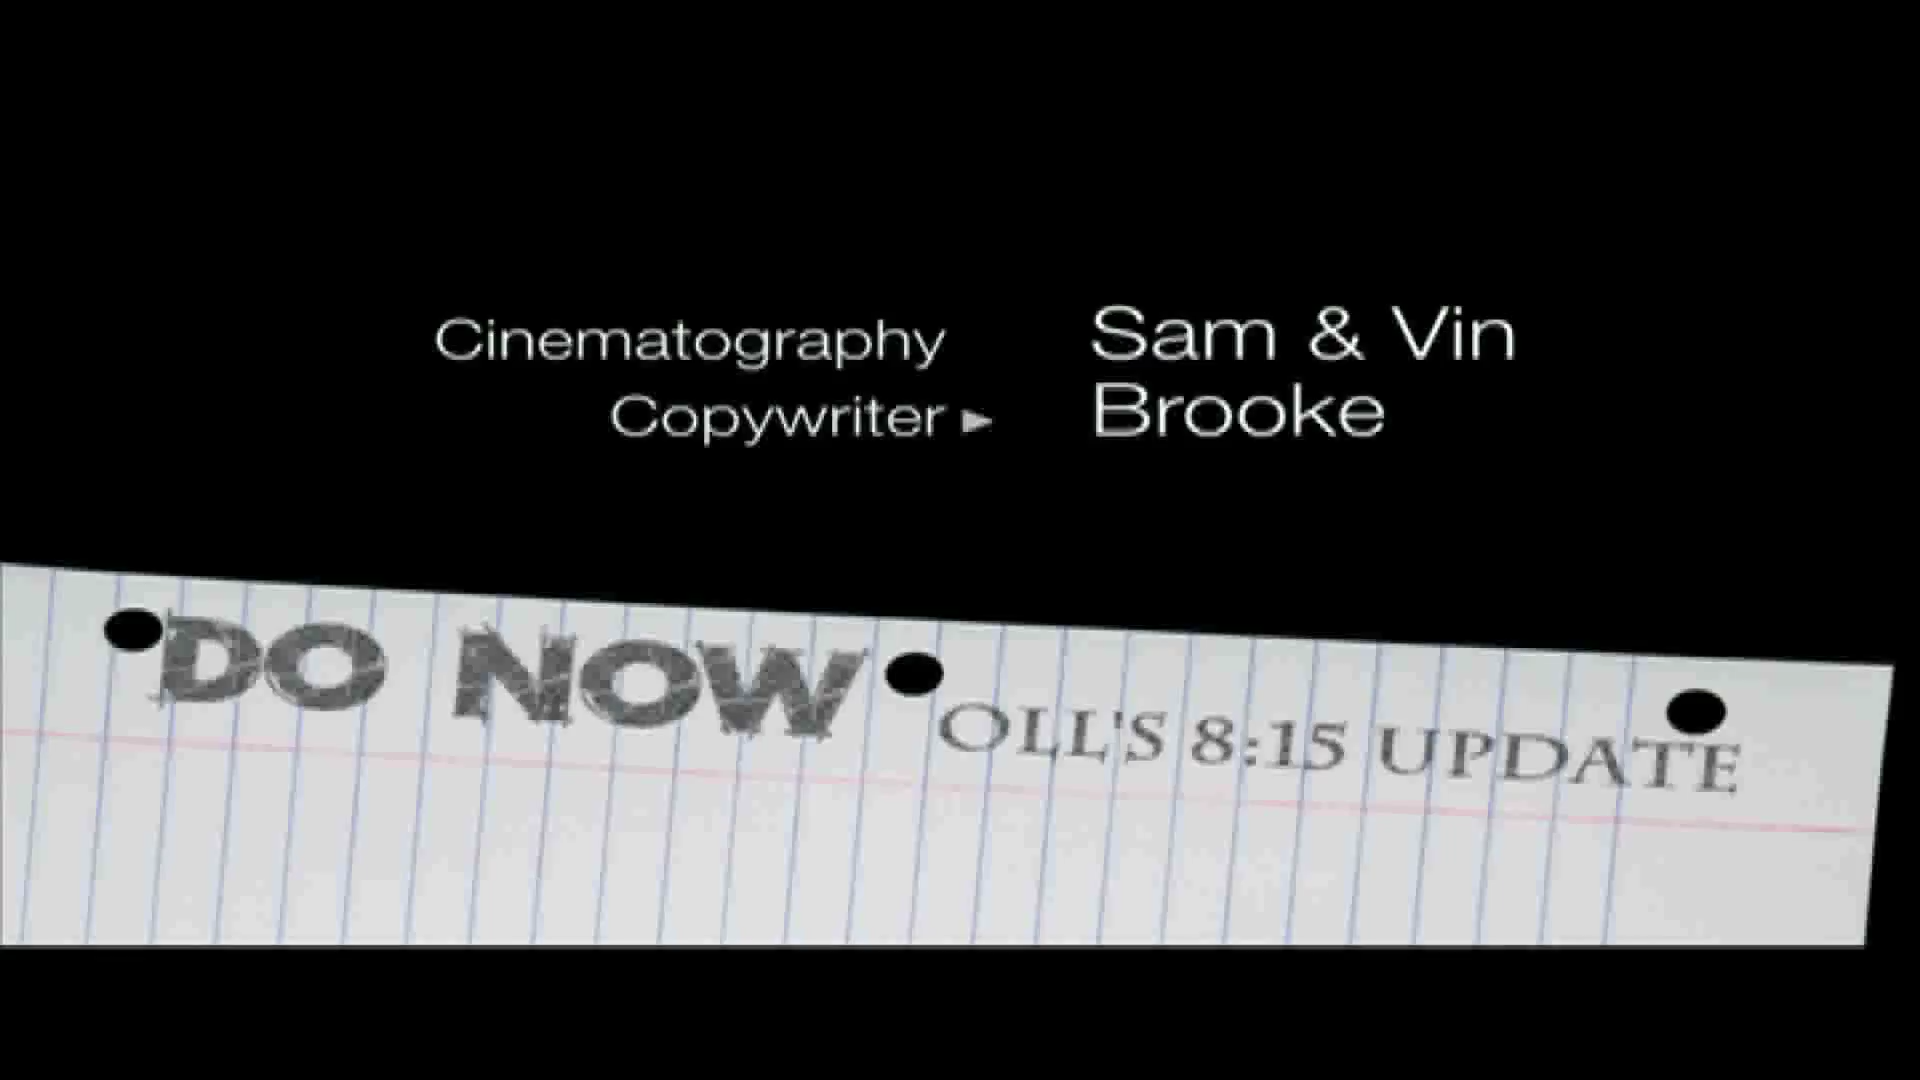 Cinematography Sam & Vin
Copywriter ► Brooke
DO NOW OLL'S 8:15 UPDATE